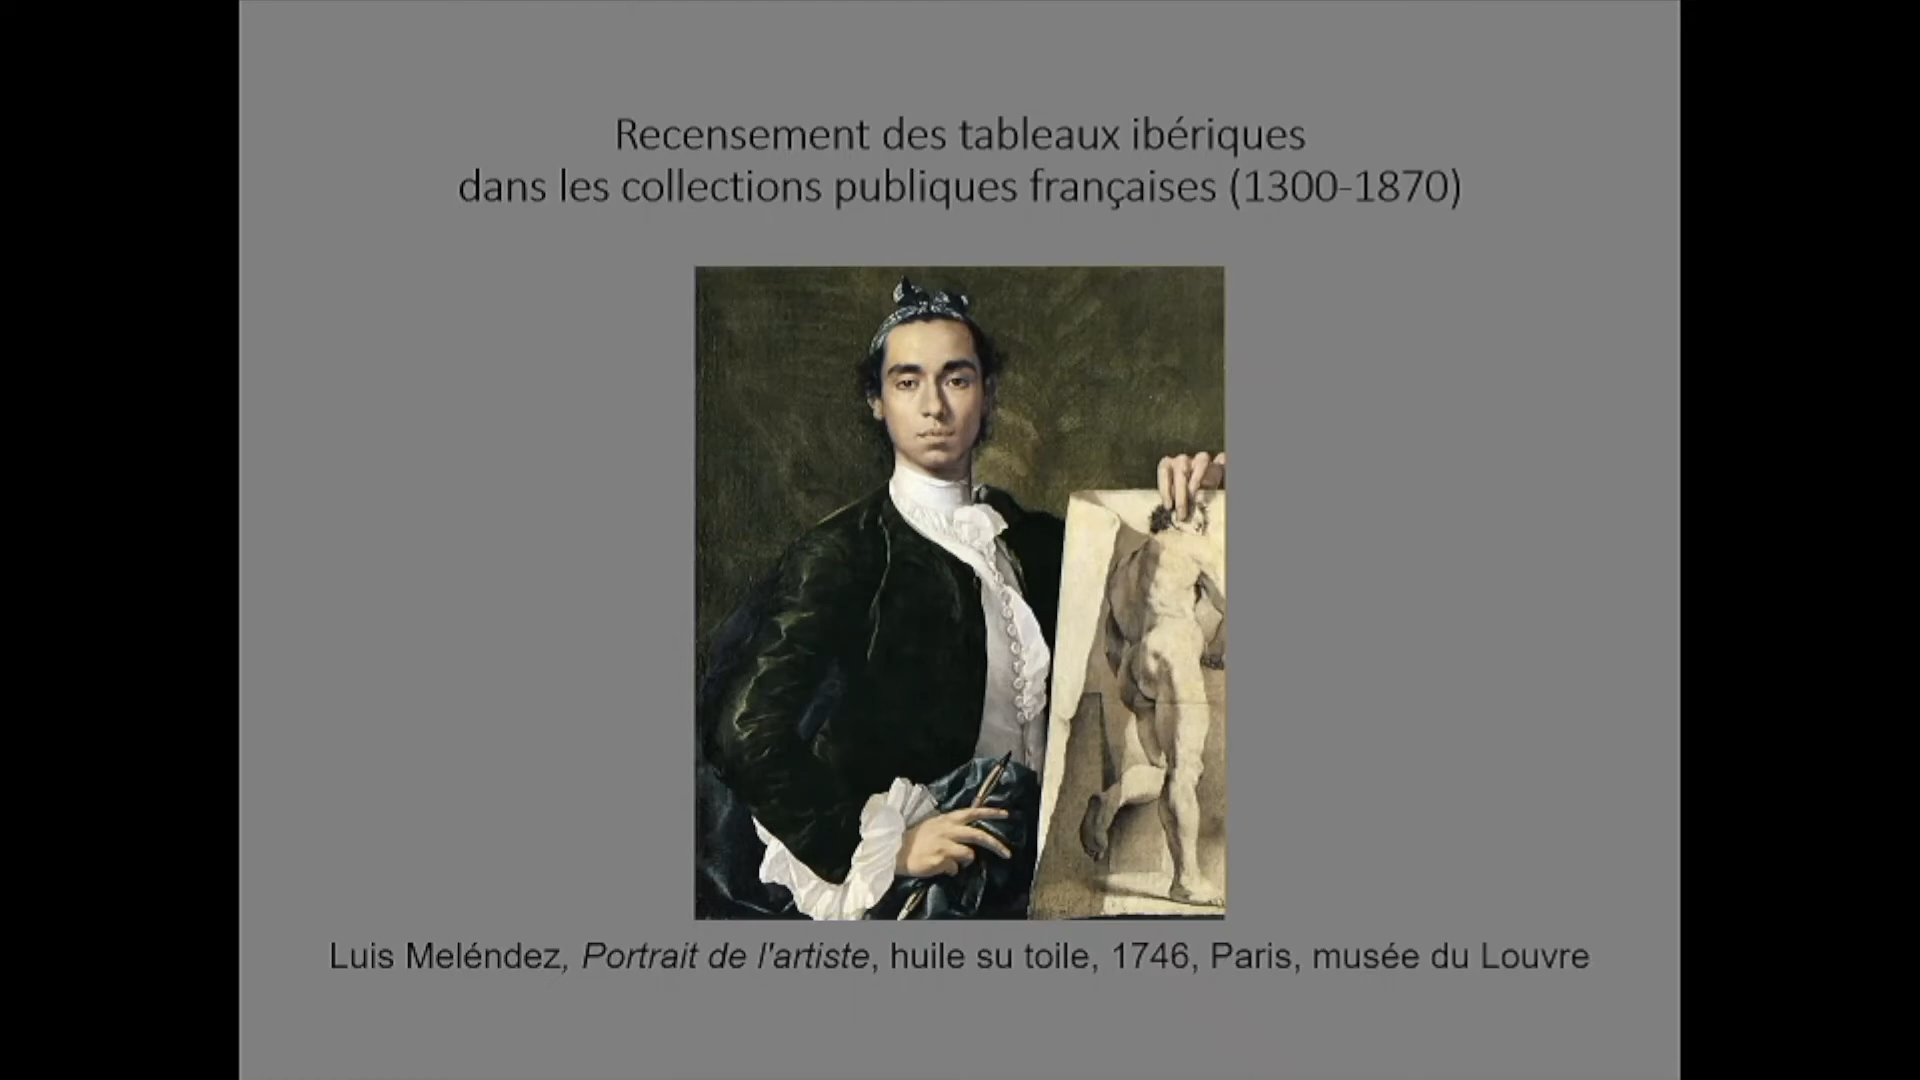 Recensement des tableaux ibériques
dans les collections publiques françaises (1300-1870)
Luis Meléndez, Portrait de l'artiste, huile su toile, 1746, Paris, musée du Louvre